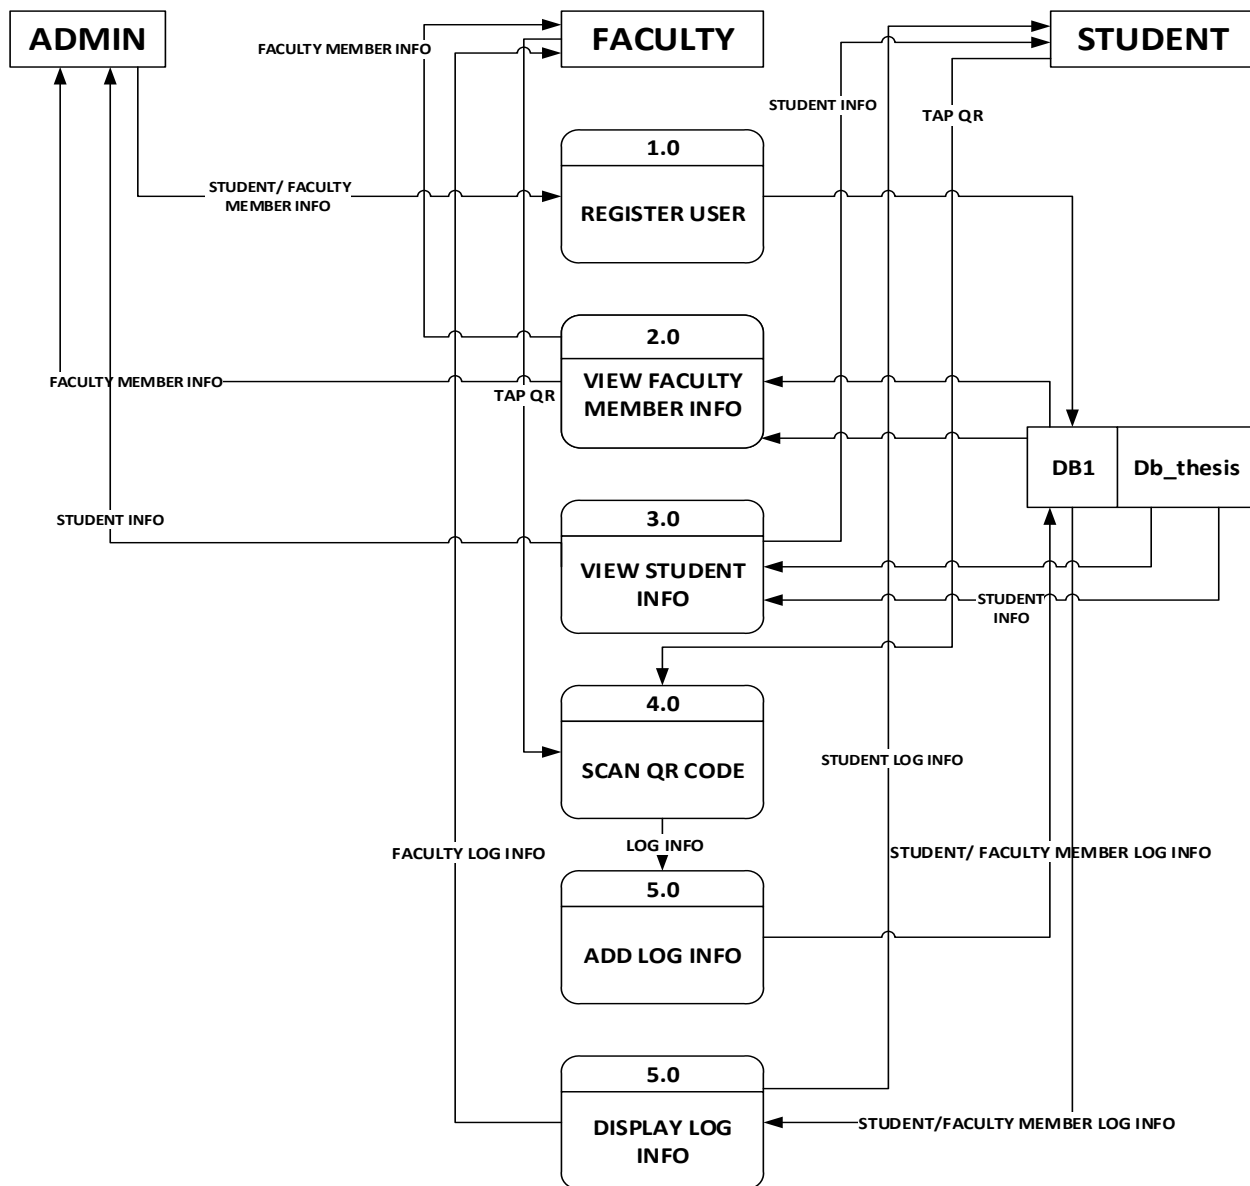 ADMIN
FACULTY
STUDENT
FACULTY MEMBER INFO
STUDENT INFO
TAP QR
1.0
REGISTER USER
STUDENT/ FACULTY
MEMBER INFO
2.0
VIEW FACULTY
MEMBER INFO
FACULTY MEMBER INFO
TAP QR
DB1
Db_thesis
3.0
VIEW STUDENT
INFO
STUDENT INFO
STUDENT
INFO
4.0
SCAN QR CODE
STUDENT LOG INFO
LOG INFO
FACULTY LOG INFO
STUDENT/ FACULTY MEMBER LOG INFO
5.0
ADD LOG INFO
5.0
DISPLAY LOG
INFO
STUDENT/FACULTY MEMBER LOG INFO